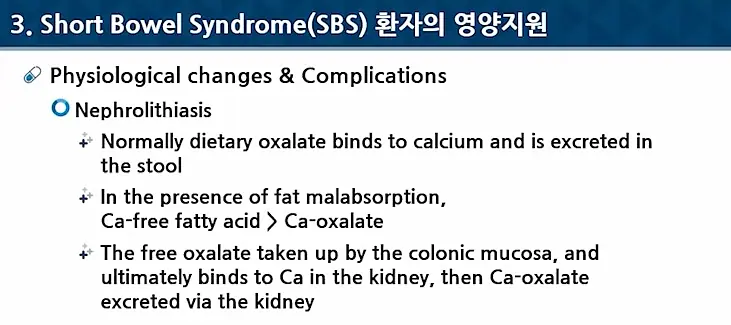 3. Short Bowel Syndrome(SBS) 환자의 영양지원
Physiological changes & Complications
Nephrolithiasis
Normally dietary oxalate binds to calcium and is excreted in
the stool
In the presence of fat malabsorption,
Ca-free fatty acid > Ca-oxalate
The free oxalate taken up by the colonic mucosa, and
ultimately binds to Ca in the kidney, then Ca-oxalate
excreted via the kidney